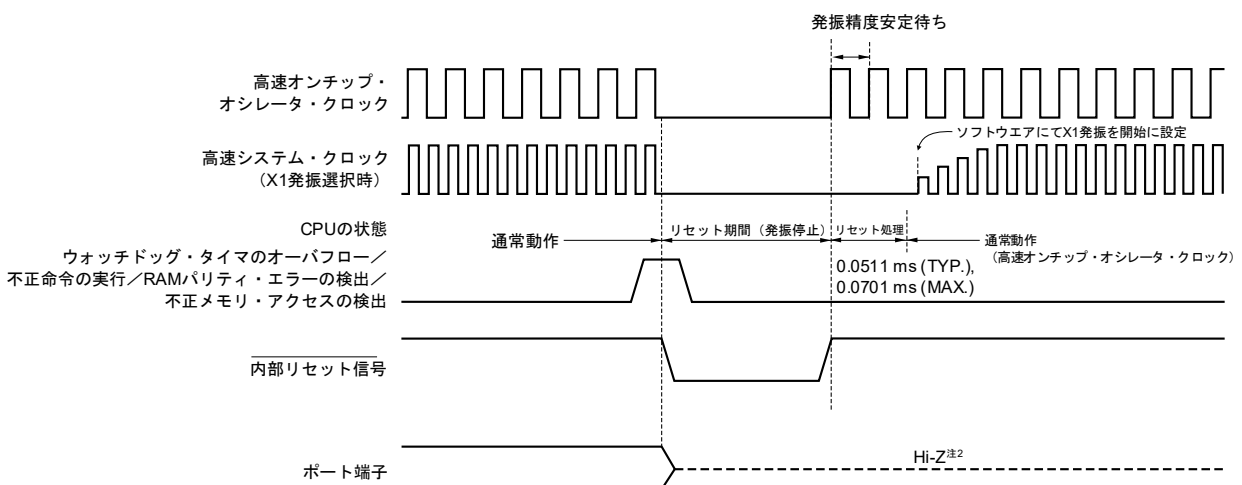 発振精度安定待ち
高速オンチップ・
オシレータ・クロック
ソフトウエアにてX1発振を開始に設定
高速システム・クロック
（X1発振選択時）
CPUの状態
通常動作
リセット期間（発振停止）
リセット処理
通常動作
（高速オンチップ・オシレータ・クロック）
ウォッチドッグ・タイマのオーバフロー／
不正命令の実行／RAMパリティ・エラーの検出／
不正メモリ・アクセスの検出
0.0511 ms (TYP.),
0.0701 ms (MAX.)
内部リセット信号
ポート端子
Hi-Z注2